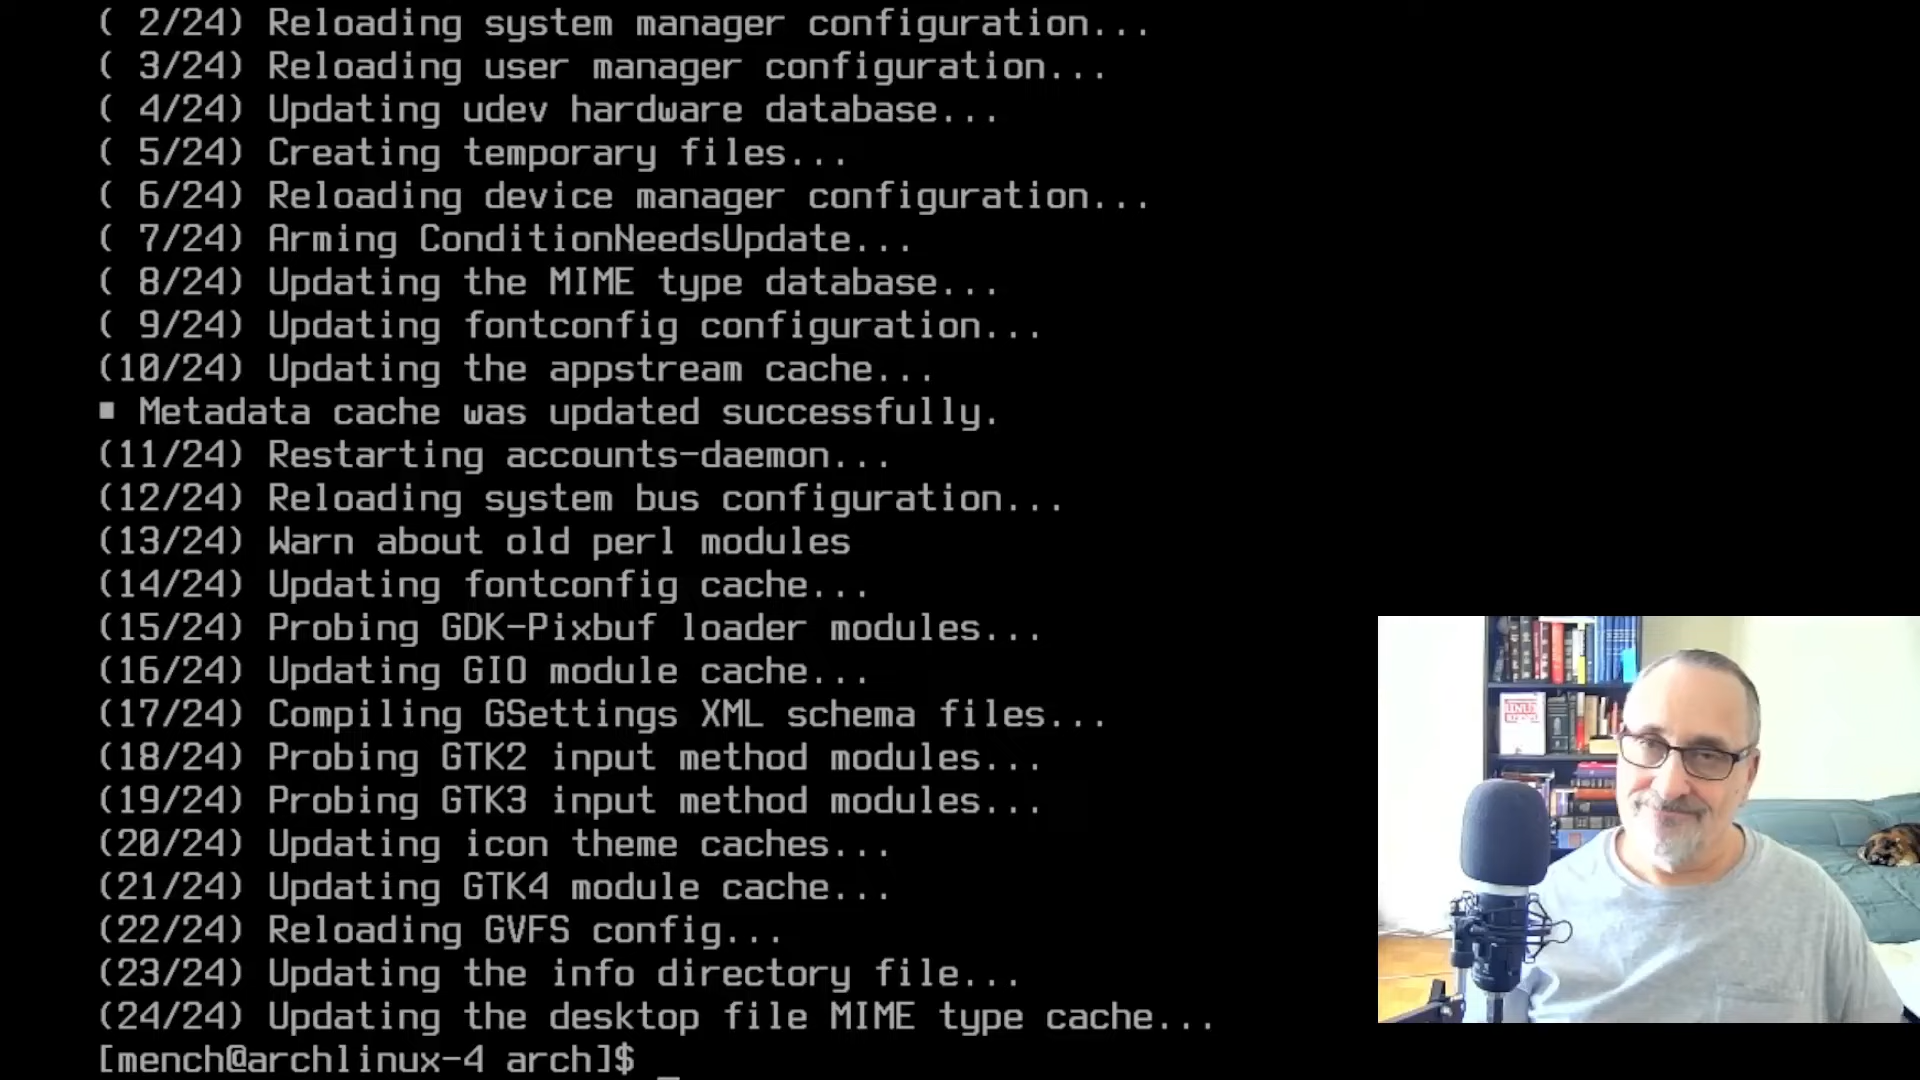 ( 2/24) Reloading system manager configuration...
( 3/24) Reloading user manager configuration...
( 4/24) Updating udev hardware database...
( 5/24) Creating temporary files...
( 6/24) Reloading device manager configuration...
( 7/24) Arming ConditionNeedsUpdate...
( 8/24) Updating the MIME type database...
( 9/24) Updating fontconfig configuration...
(10/24) Updating the appstream cache...
■ Metadata cache was updated successfully.
(11/24) Restarting accounts-daemon...
(12/24) Reloading system bus configuration...
(13/24) Warn about old perl modules
(14/24) Updating fontconfig cache...
(15/24) Probing GDK-Pixbuf loader modules...
(16/24) Updating GIO module cache...
(17/24) Compiling GSettings XML schema files...
(18/24) Probing GTK2 input method modules...
(19/24) Probing GTK3 input method modules...
(20/24) Updating icon theme caches...
(21/24) Updating GTK4 module cache...
(22/24) Reloading GVFS config...
(23/24) Updating the info directory file...
(24/24) Updating the desktop file MIME type cache...
[mench@archlinux-4 arch]$ _